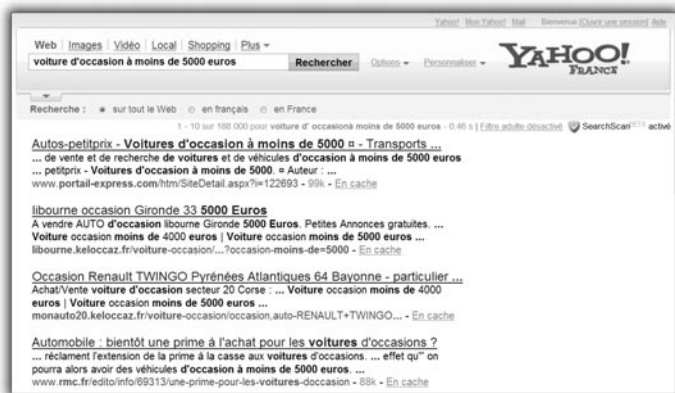 Yahoo! Mon Yahoo! Mail Bienvenue [Ouvrir une session] Aide
Web | Images | Vidéo | Local | Shopping | Plus
voiture d'occasion à moins de 5000 euros Rechercher Options Personnaliser YAHOO! FRANCE
Recherche : sur tout le Web en français en France
1 - 10 sur 188 000 pour voiture d' occasionà moins de 5000 euros - 0.46 s | Filtre adulte désactivé SearchScan BETA activé
Autos-petitprix - Voitures d'occasion à moins de 5000 ¤ - Transports ...
... de vente et de recherche de voitures et de véhicules d'occasion à moins de 5000 euros
... petitprix - Voitures d'occasion à moins de 5000. ¤ Auteur : ...
www.portail-express.com/htm/SiteDetail.aspx?i=122693 - 99k - En cache
libourne occasion Gironde 33 5000 Euros
A vendre AUTO d'occasion libourne Gironde 5000 Euros. Petites Annonces gratuites. ...
Voiture occasion moins de 4000 euros | Voiture occasion moins de 5000 euros ...
libourne.keloccaz.fr/voiture-occasion/...?occasion-moins-de=5000 - En cache
Occasion Renault TWINGO Pyrénées Atlantiques 64 Bayonne - particulier ...
Achat/Vente voiture d'occasion secteur 20 Corse : ... Voiture occasion moins de 4000
euros | Voiture occasion moins de 5000 euros ...
monauto20.keloccaz.fr/voiture-occasion/occasion,auto-RENAULT+TWINGO... - En cache
Automobile : bientôt une prime à l'achat pour les voitures d'occasions ?
... réclament l'extension de la prime à la casse aux voitures d'occasions. ... effet qu'" on
pourra alors avoir des véhicules d'occasion à moins de 5000 euros. ...
www.rmc.fr/edito/info/69313/une-prime-pour-les-voitures-doccasion - 88k - En cache